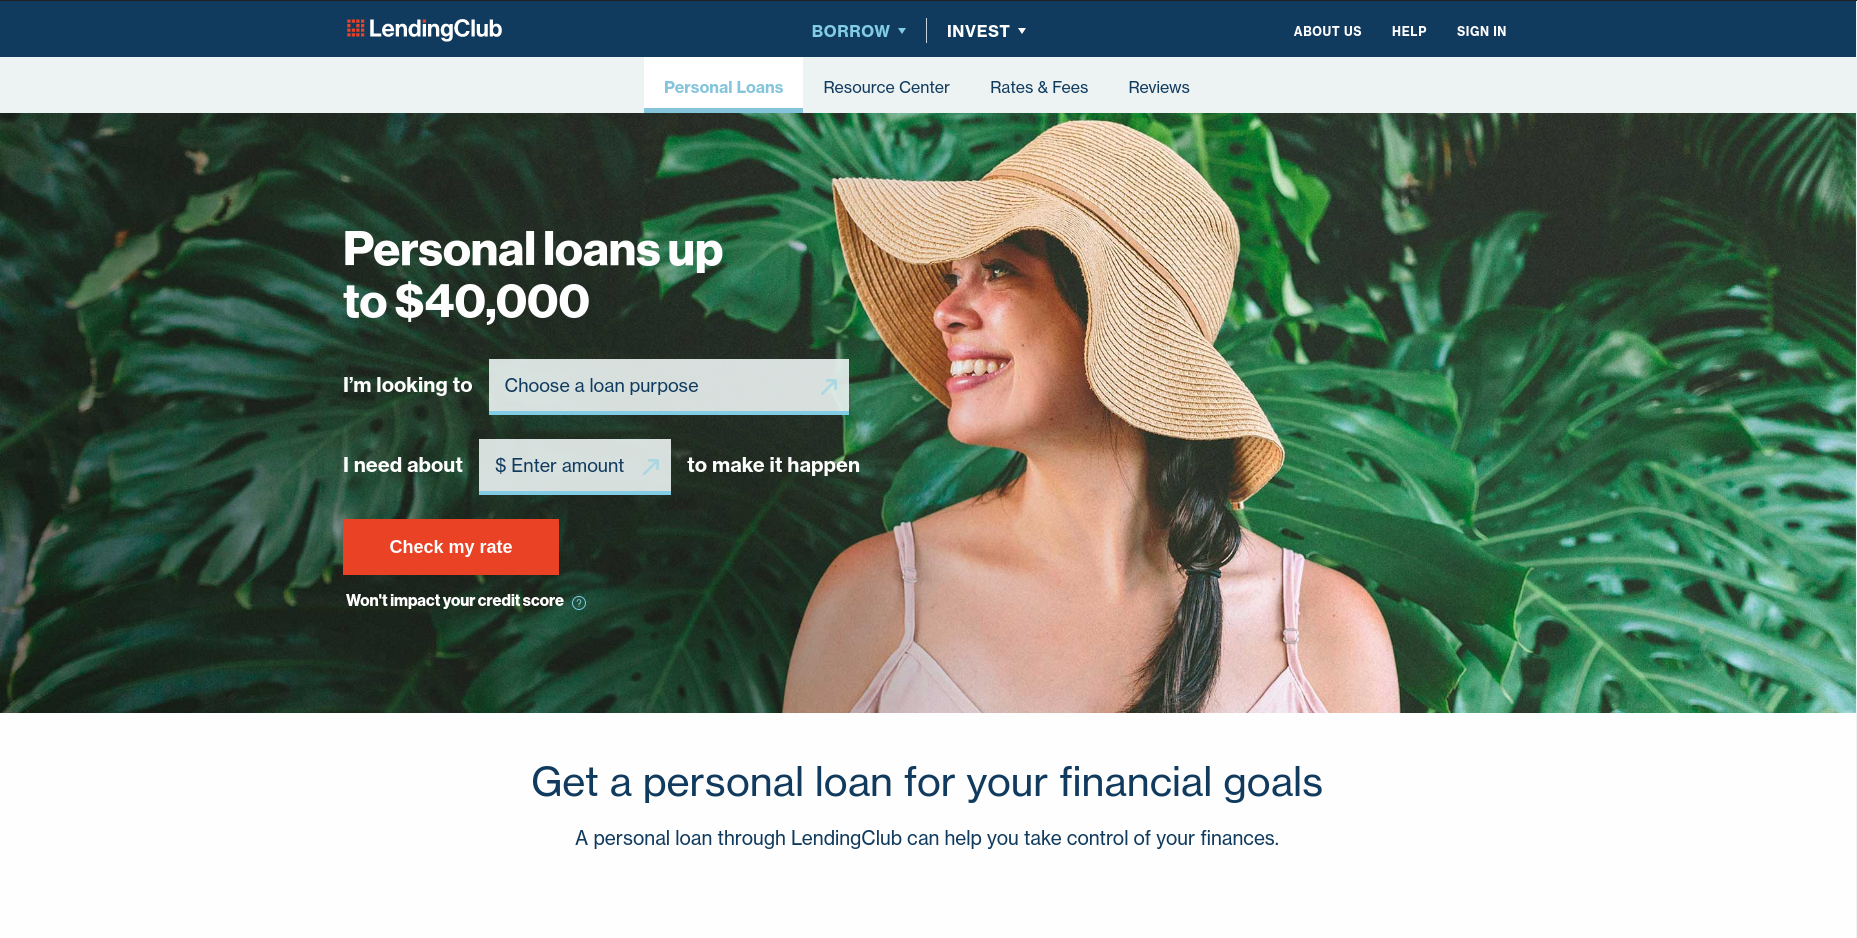 LendingClub
BORROW
INVEST
ABOUT US
HELP
SIGN IN
Personal Loans
Resource Center
Rates & Fees
Reviews
Personal loans up
to $40,000
I'm looking to
Choose a loan purpose
I need about
$ Enter amount
to make it happen
Check my rate
Won't impact your credit score ?
Get a personal loan for your financial goals
A personal loan through LendingClub can help you take control of your finances.